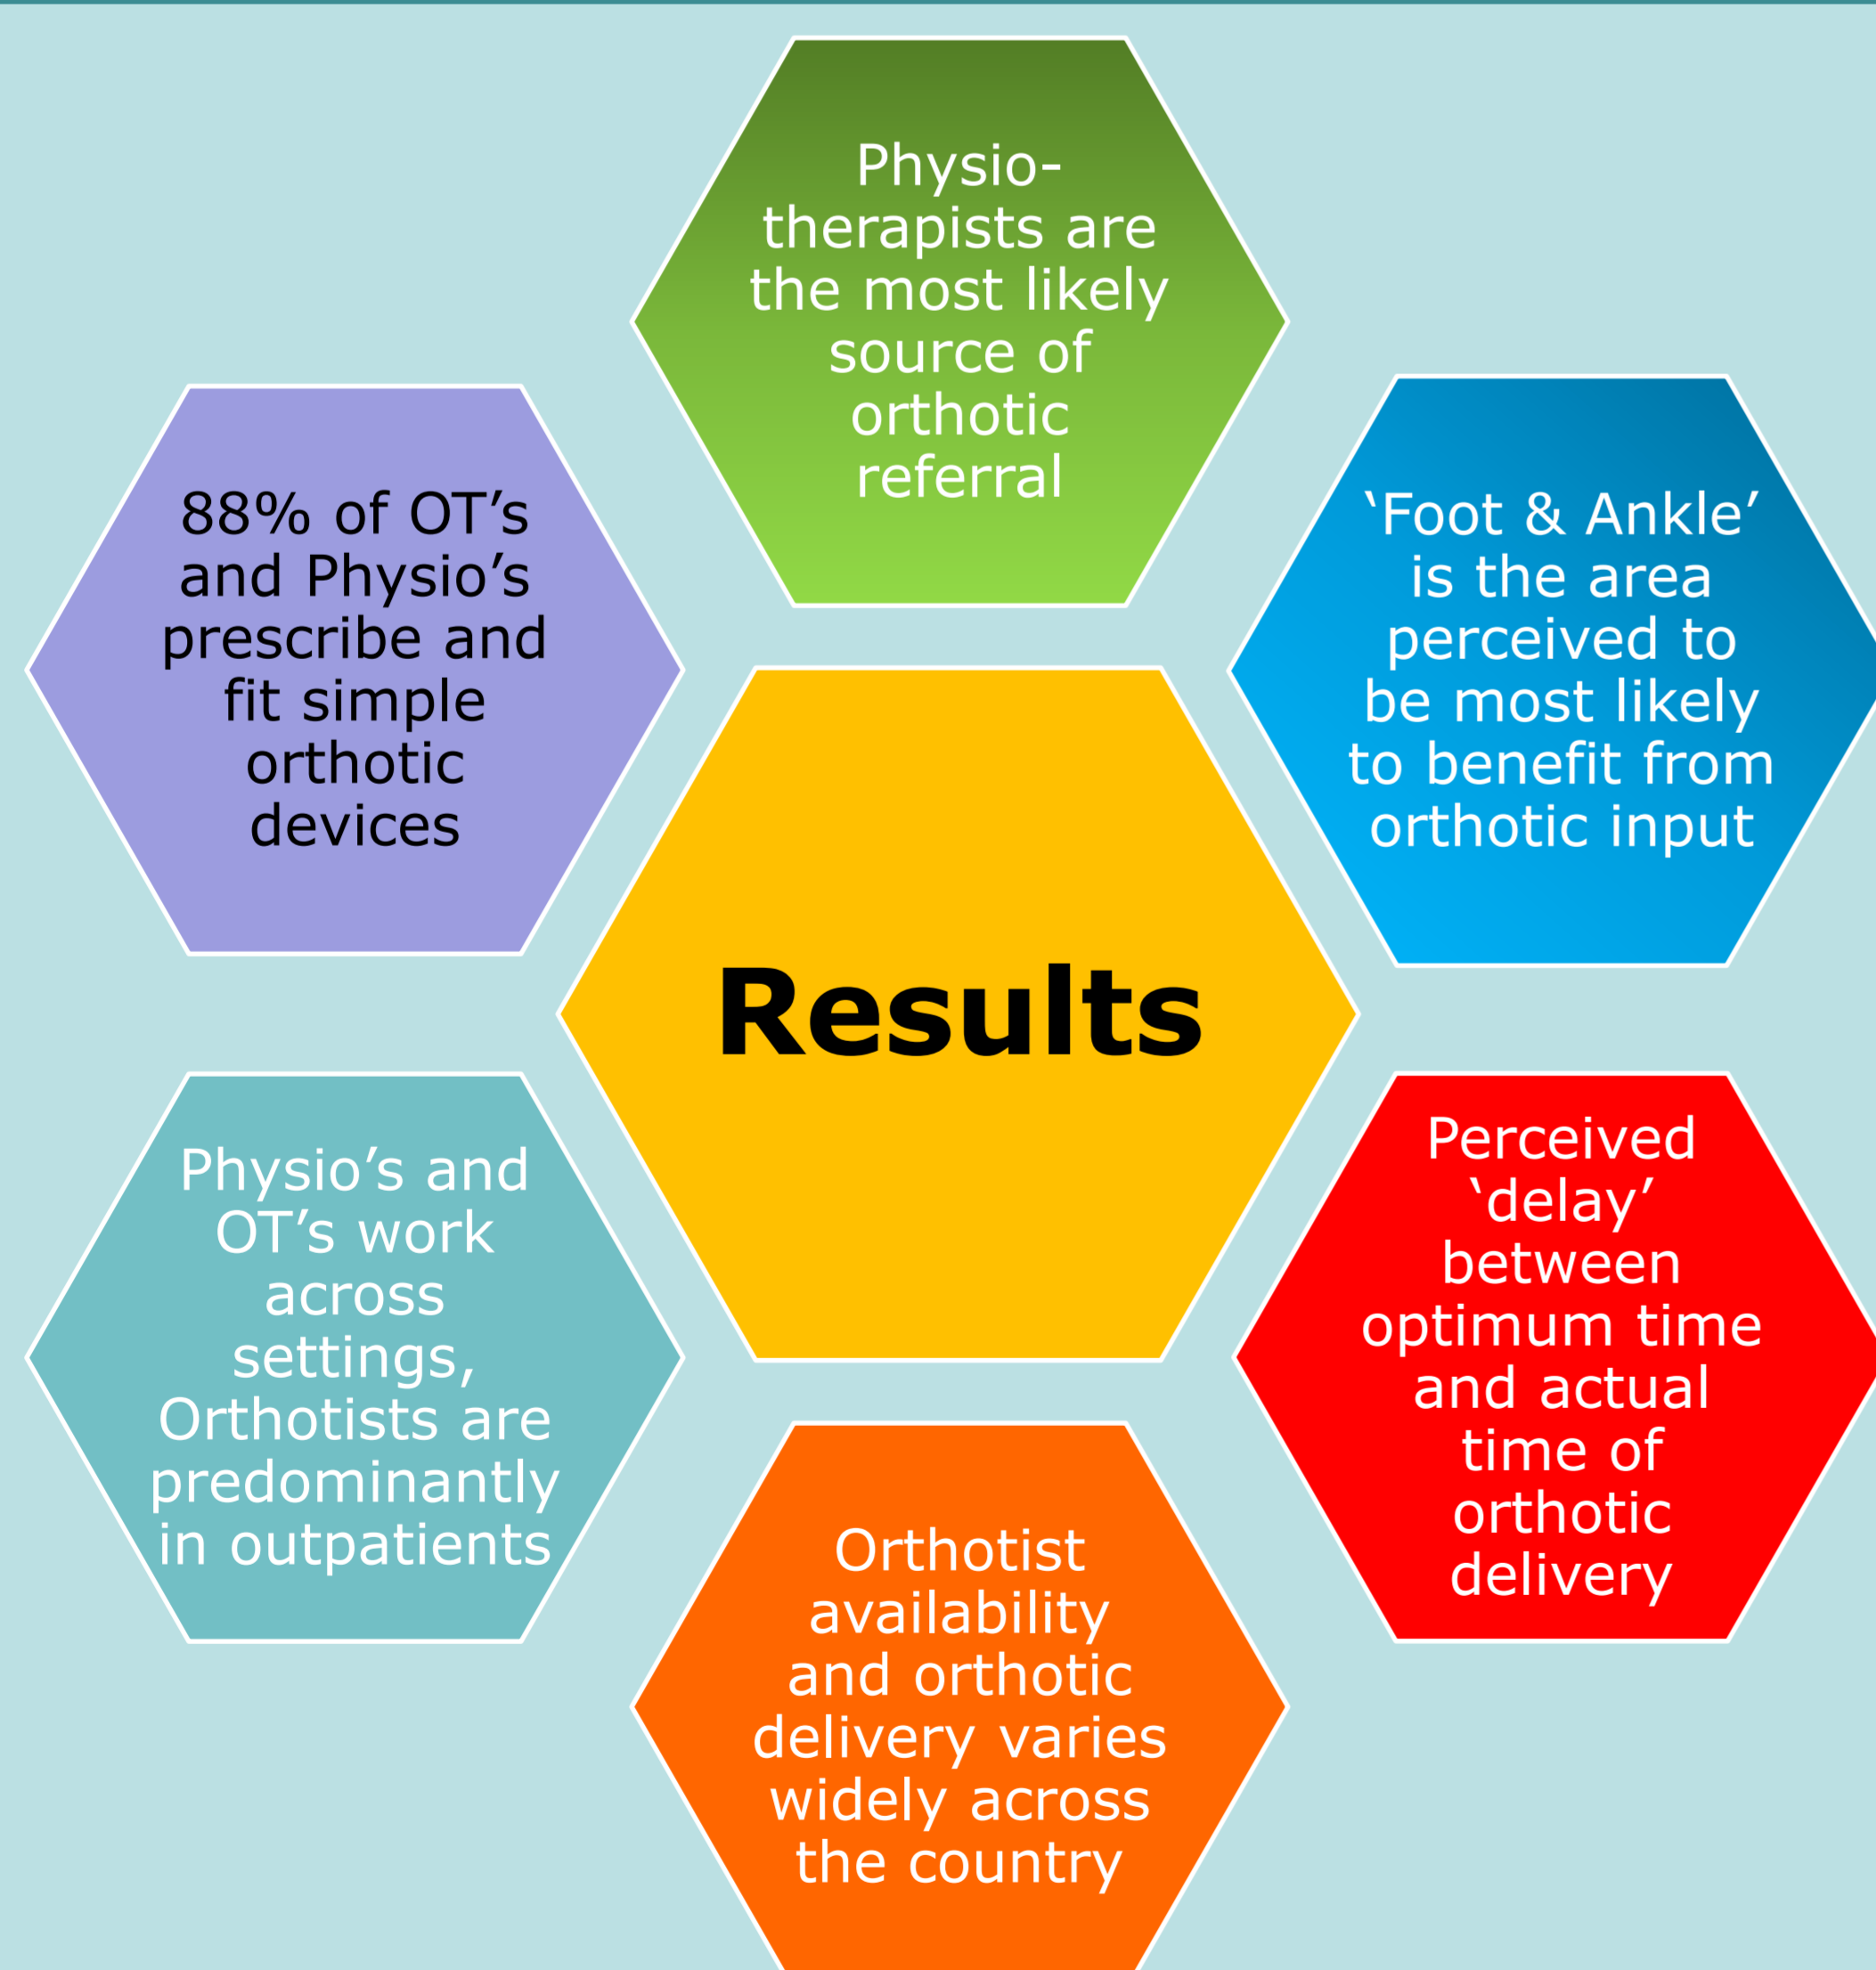 Physio-
therapists are
the most likely
source of
orthotic
referral
88% of OT’s
and Physio’s
prescribe and
fit simple
orthotic
devices
‘Foot & Ankle’
is the area
perceived to
be most likely
to benefit from
orthotic input
Results
Physio’s and
OT’s work
across
settings,
Orthotists are
predominantly
in outpatients
Perceived
‘delay’
between
optimum time
and actual
time of
orthotic
delivery
Orthotist
availability
and orthotic
delivery varies
widely across
the country